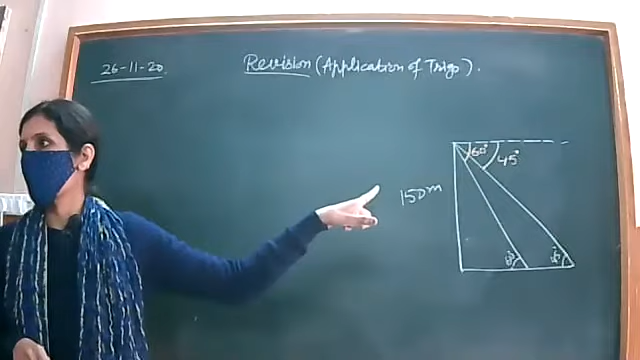 26-11-20
Revision (Application of Trigo).
60° 45°
150m